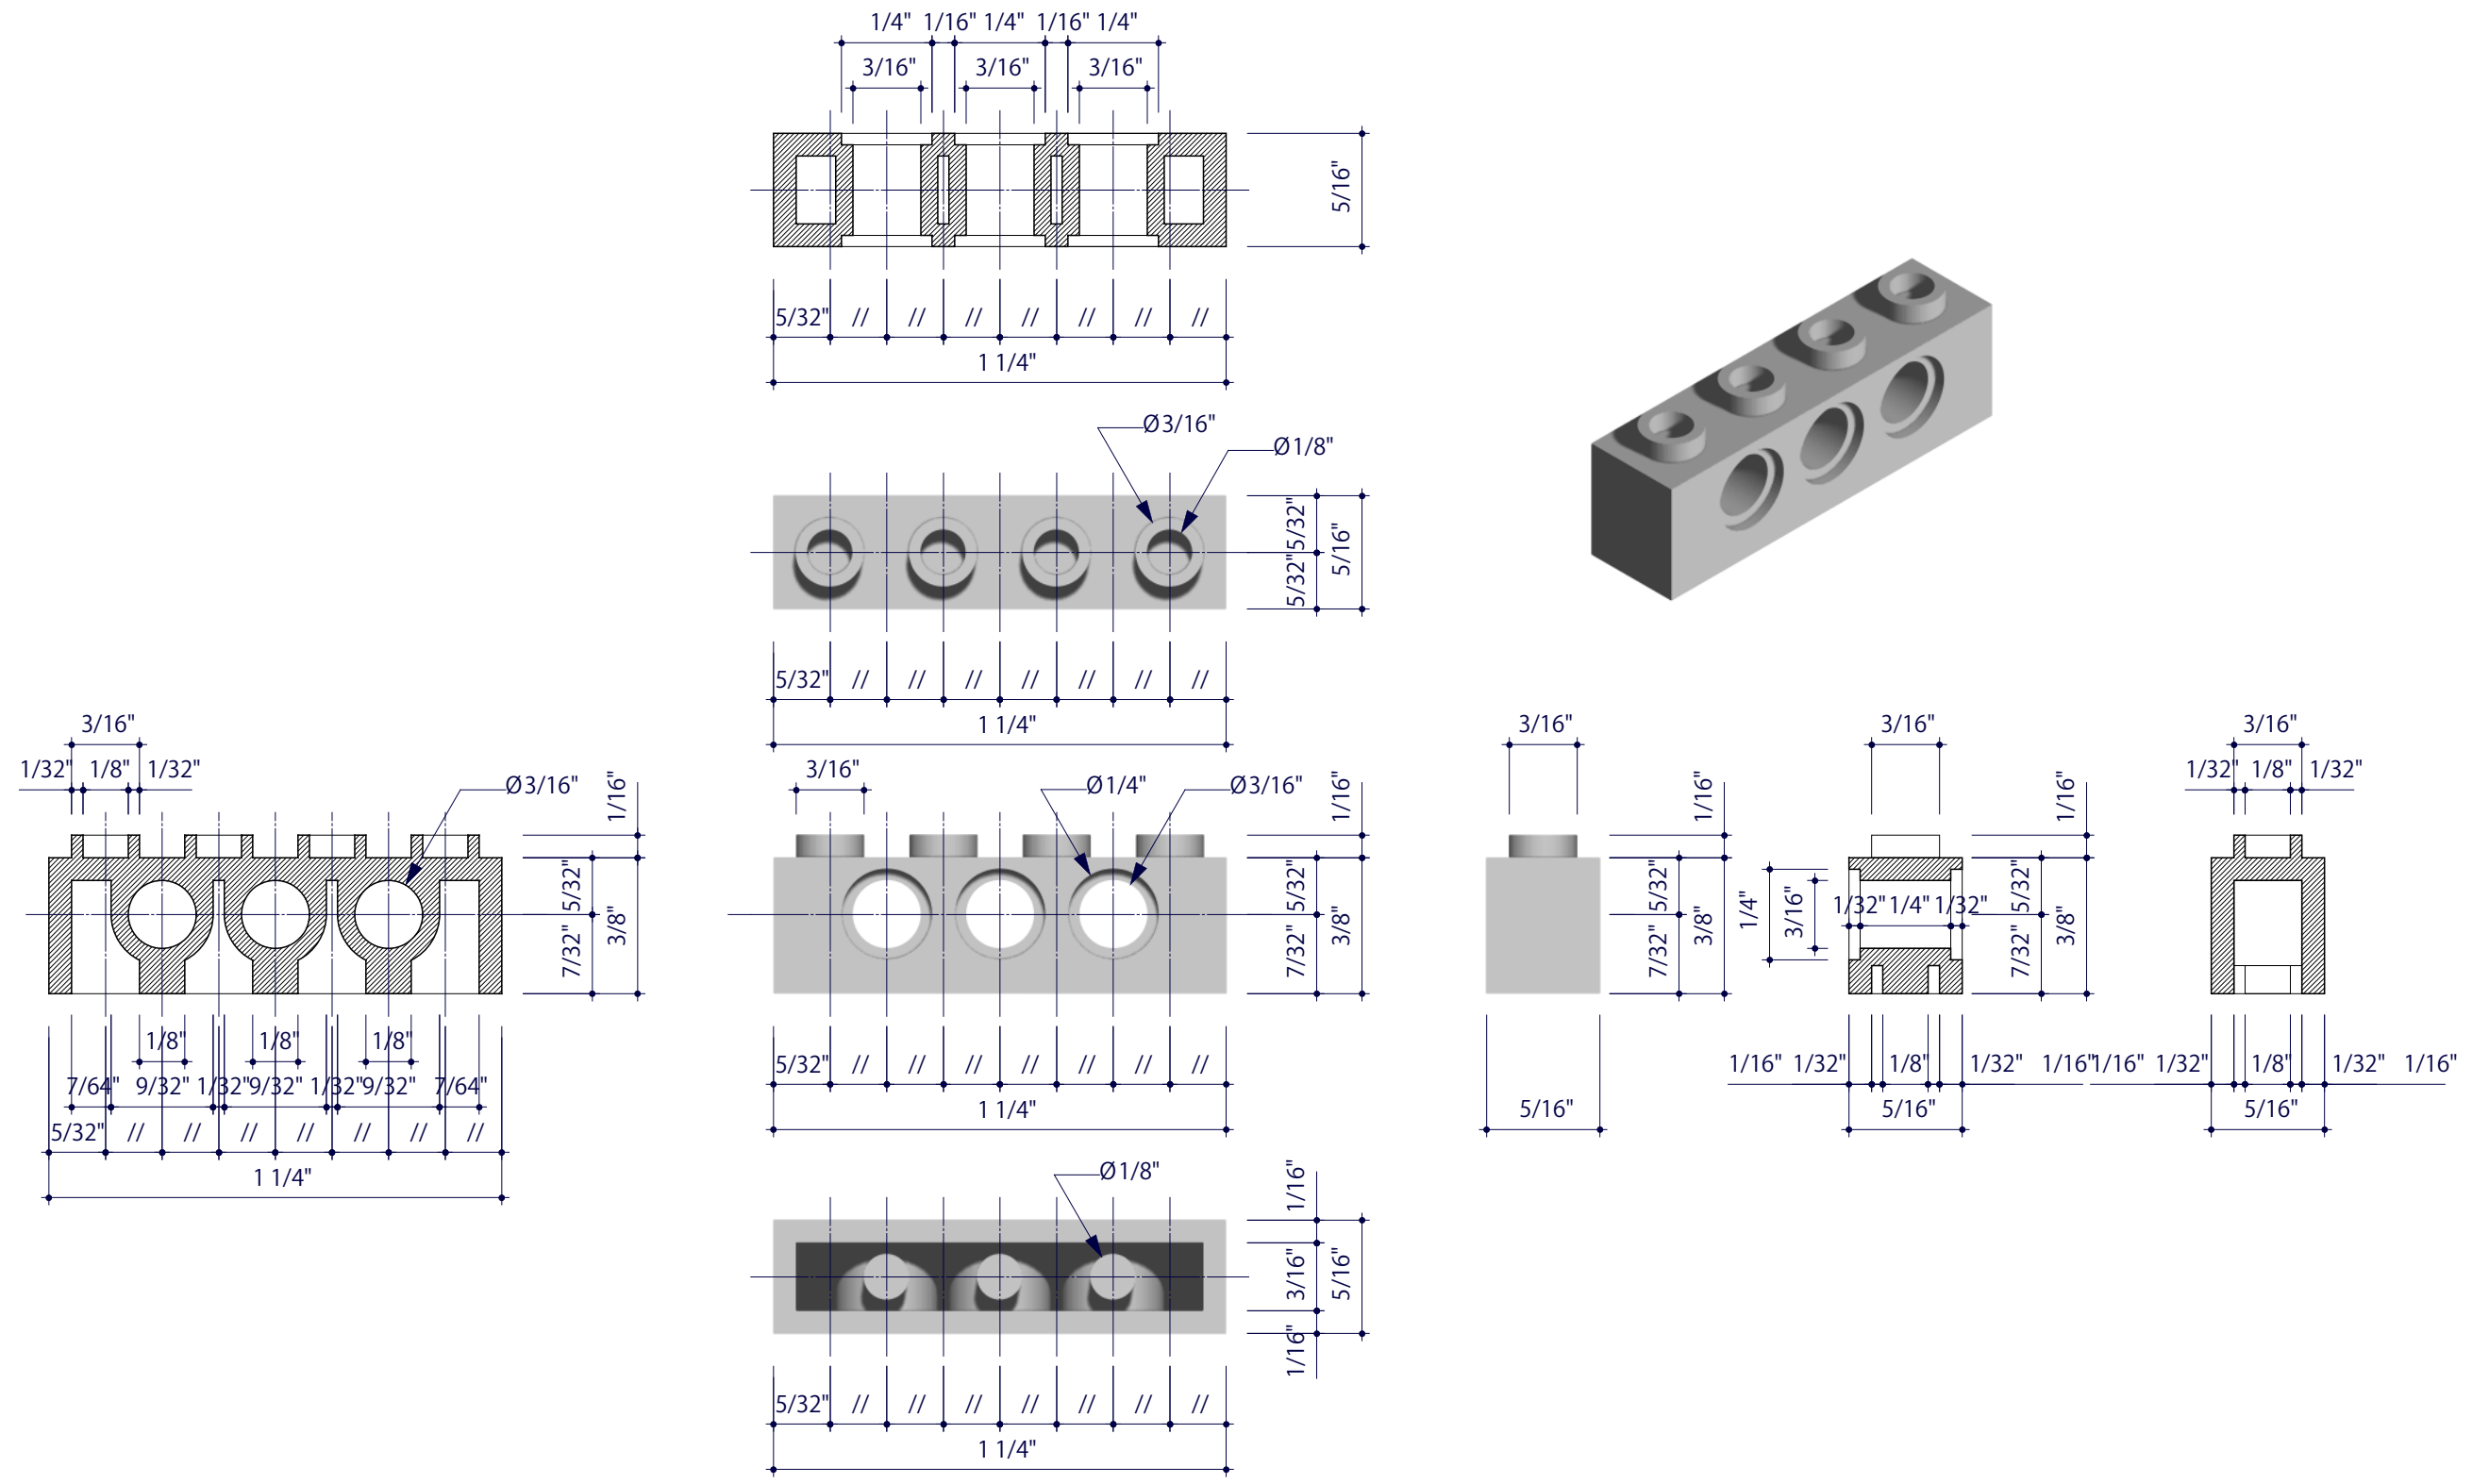 1/4" 1/16" 1/4" 1/16" 1/4"
3/16" 3/16" 3/16"
5/16"
5/32" // // // // // // //
1 1/4"
Ø3/16"
Ø1/8"
5/32"
5/32"
5/16"
5/32" // // // // // // //
1 1/4"
3/16"
1/32" 1/8" 1/32"
Ø3/16"
1/16"
5/32"
7/32"
3/8"
1/8" 1/8" 1/8"
7/64" 9/32" 1/32" 9/32" 1/32" 9/32" 7/64"
5/32" // // // // // // //
1 1/4"
3/16"
Ø1/4"
Ø3/16"
1/16"
5/32"
7/32"
3/8"
5/32" // // // // // // //
1 1/4"
3/16"
1/16"
5/32"
7/32"
3/8"
5/16"
3/16"
1/16"
1/4"
3/16"
1/32" 1/4" 1/32"
5/32"
7/32"
3/8"
1/16" 1/32" 1/8" 1/32" 1/16"
5/16"
3/16"
1/32" 1/8" 1/32"
1/16" 1/32" 1/8" 1/32" 1/16"
5/16"
Ø1/8"
1/16"
3/16"
1/16"
5/16"
5/32" // // // // // // //
1 1/4"